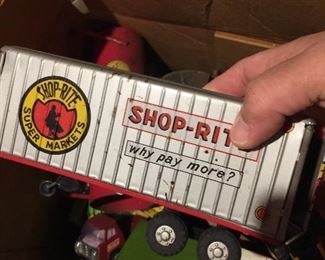 SHOP-RITE
SUPER MARKETS
SHOP-RIT
why pay more?